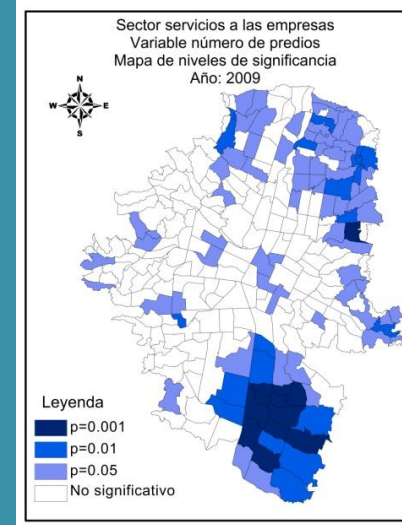 Sector servicios a las empresas
Variable número de predios
Mapa de niveles de significancia
Año: 2009
N
W
E
S
Leyenda
p=0.001
p=0.01
p=0.05
No significativo